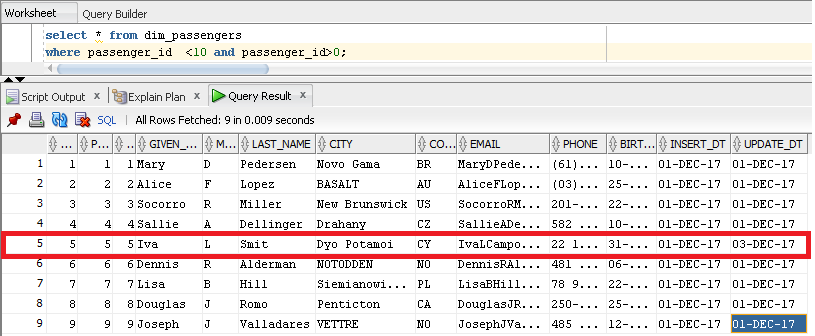 Worksheet Query Builder
select * from dim_passengers
where passenger_id <10 and passenger_id>0;
Script Output x Explain Plan x Query Result x
SQL All Rows Fetched: 9 in 0.009 seconds
... P... .. GIVEN_... M... LAST_NAME CITY CO... EMAIL PHONE BIRT... INSERT_DT UPDATE_DT
1 1 1 1 Mary D Pedersen Novo Gama BR MaryDPede... (61)... 10-... 01-DEC-17 01-DEC-17
2 2 2 2 Alice F Lopez BASALT AU AliceFLop... (03)... 25-... 01-DEC-17 01-DEC-17
3 3 3 3 Socorro R Miller New Brunswick US SocorroRM... 201-... 22-... 01-DEC-17 01-DEC-17
4 4 4 4 Sallie A Dellinger Drahany CZ SallieADe... 582 ... 10-... 01-DEC-17 01-DEC-17
5 5 5 5 Iva L Smit Dyo Potamoi CY IvaLCampo... 22 1... 31-... 01-DEC-17 03-DEC-17
6 6 6 6 Dennis R Alderman NOTODDEN NO DennisRAl... 481 ... 06-... 01-DEC-17 01-DEC-17
7 7 7 7 Lisa B Hill Siemianowi... PL LisaBHill... 78 9... 22-... 01-DEC-17 01-DEC-17
8 8 8 8 Douglas J Romo Penticton CA DouglasJR... 250-... 25-... 01-DEC-17 01-DEC-17
9 9 9 9 Joseph J Valladares VETTRE NO JosephJVa... 485 ... 12-... 01-DEC-17 01-DEC-17